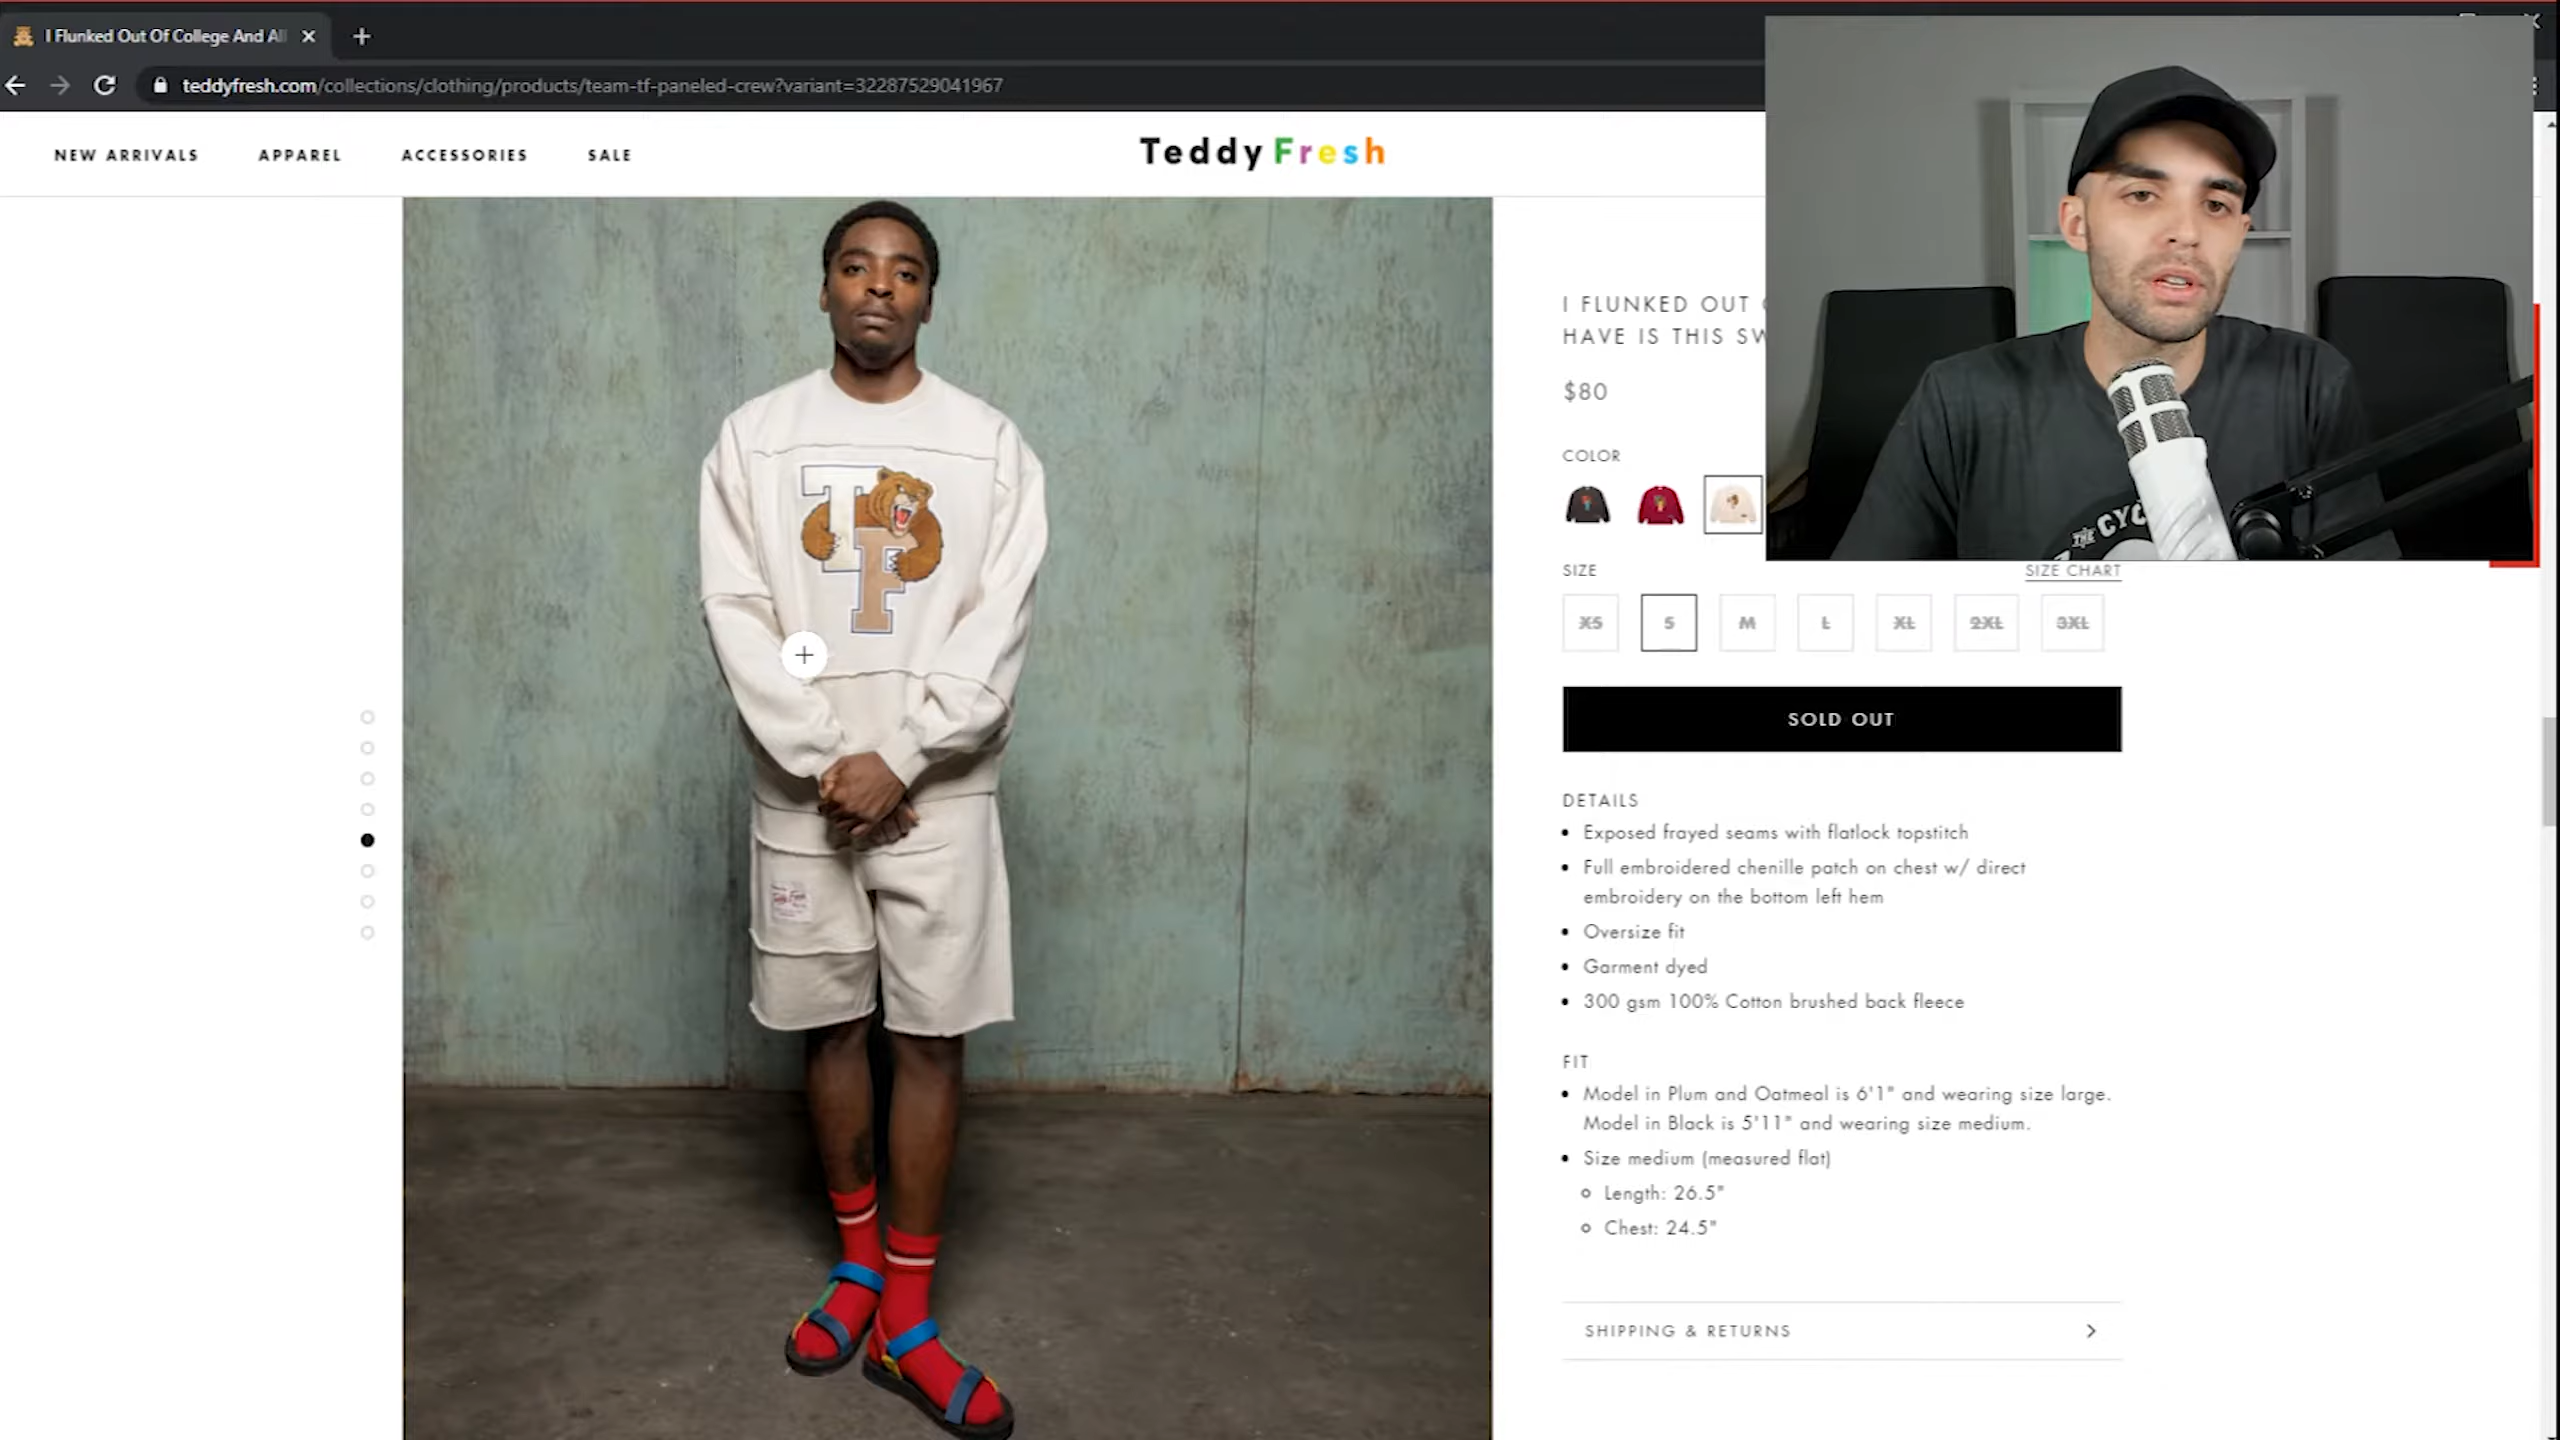 I Flunked Out Of College And All
teddyfresh.com/collections/clothing/products/team-tf-paneled-crew?variant=32287529041967
NEW ARRIVALS APPAREL ACCESSORIES SALE
Teddy Fresh
TF
I FLUNKED OUT
HAVE IS THIS
$80
COLOR
THE CYC
SIZE SIZE CHART
XS S M L XL 2XL 3XL
SOLD OUT
DETAILS
Exposed frayed seams with flatlock topstitch
Full embroidered chenille patch on chest w/ direct
embroidery on the bottom left hem
Oversize fit
Garment dyed
300 gsm 100% Cotton brushed back fleece
FIT
Model in Plum and Oatmeal is 6'1" and wearing size large.
Model in Black is 5'11" and wearing size medium.
Size medium (measured flat)
Length: 26.5"
Chest: 24.5"
SHIPPING & RETURNS